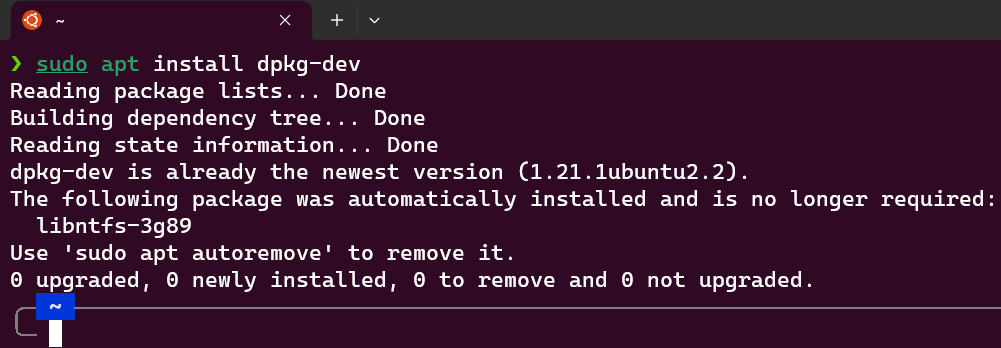 ~
❯ sudo apt install dpkg-dev
Reading package lists... Done
Building dependency tree... Done
Reading state information... Done
dpkg-dev is already the newest version (1.21.1ubuntu2.2).
The following package was automatically installed and is no longer required:
  libntfs-3g89
Use 'sudo apt autoremove' to remove it.
0 upgraded, 0 newly installed, 0 to remove and 0 not upgraded.
~